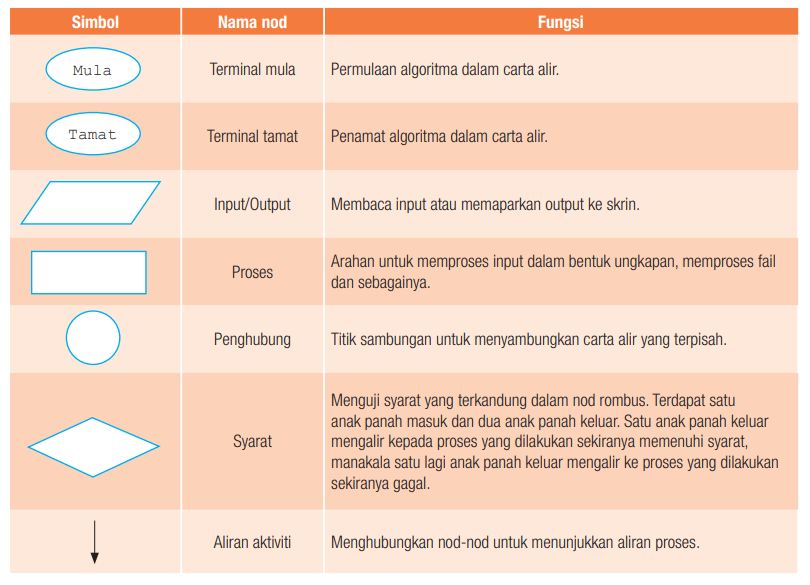 Simbol Nama nod Fungsi
Mula Terminal mula Permulaan algoritma dalam carta alir.
Tamat Terminal tamat Penamat algoritma dalam carta alir.
Input/Output Membaca input atau memaparkan output ke skrin.
Proses Arahan untuk memproses input dalam bentuk ungkapan, memproses fail
dan sebagainya.
Penghubung Titik sambungan untuk menyambungkan carta alir yang terpisah.
Syarat Menguji syarat yang terkandung dalam nod rombus. Terdapat satu
anak panah masuk dan dua anak panah keluar. Satu anak panah keluar
mengalir kepada proses yang dilakukan sekiranya memenuhi syarat,
manakala satu lagi anak panah keluar mengalir ke proses yang dilakukan
sekiranya gagal.
Aliran aktiviti Menghubungkan nod-nod untuk menunjukkan aliran proses.